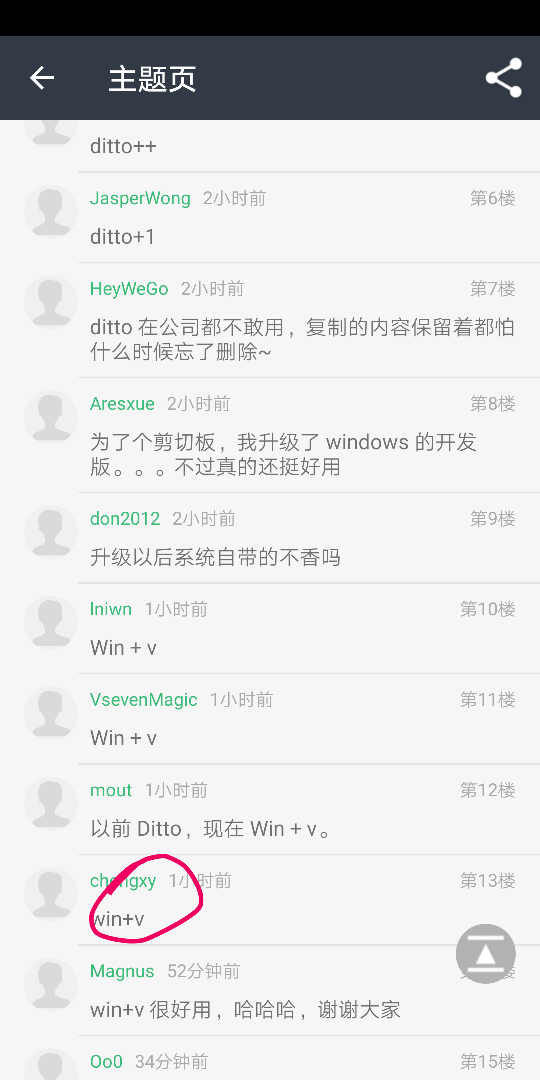 主题页
ditto++
JasperWong 2小时前 第6楼
ditto+1
HeyWeGo 2小时前 第7楼
ditto 在公司都不敢用，复制的内容保留着都怕
什么时候忘了删除~
Aresxue 2小时前 第8楼
为了个剪切板，我升级了 windows 的开发
版。。。不过真的还挺好用
don2012 2小时前 第9楼
升级以后系统自带的不香吗
lniwn 1小时前 第10楼
Win + v
VsevenMagic 1小时前 第11楼
Win + v
mout 1小时前 第12楼
以前 Ditto，现在 Win + v。
1小时前 第13楼
win+v
Magnus 52分钟前
win+v 很好用，哈哈哈，谢谢大家
Oo0 34分钟前 第15楼